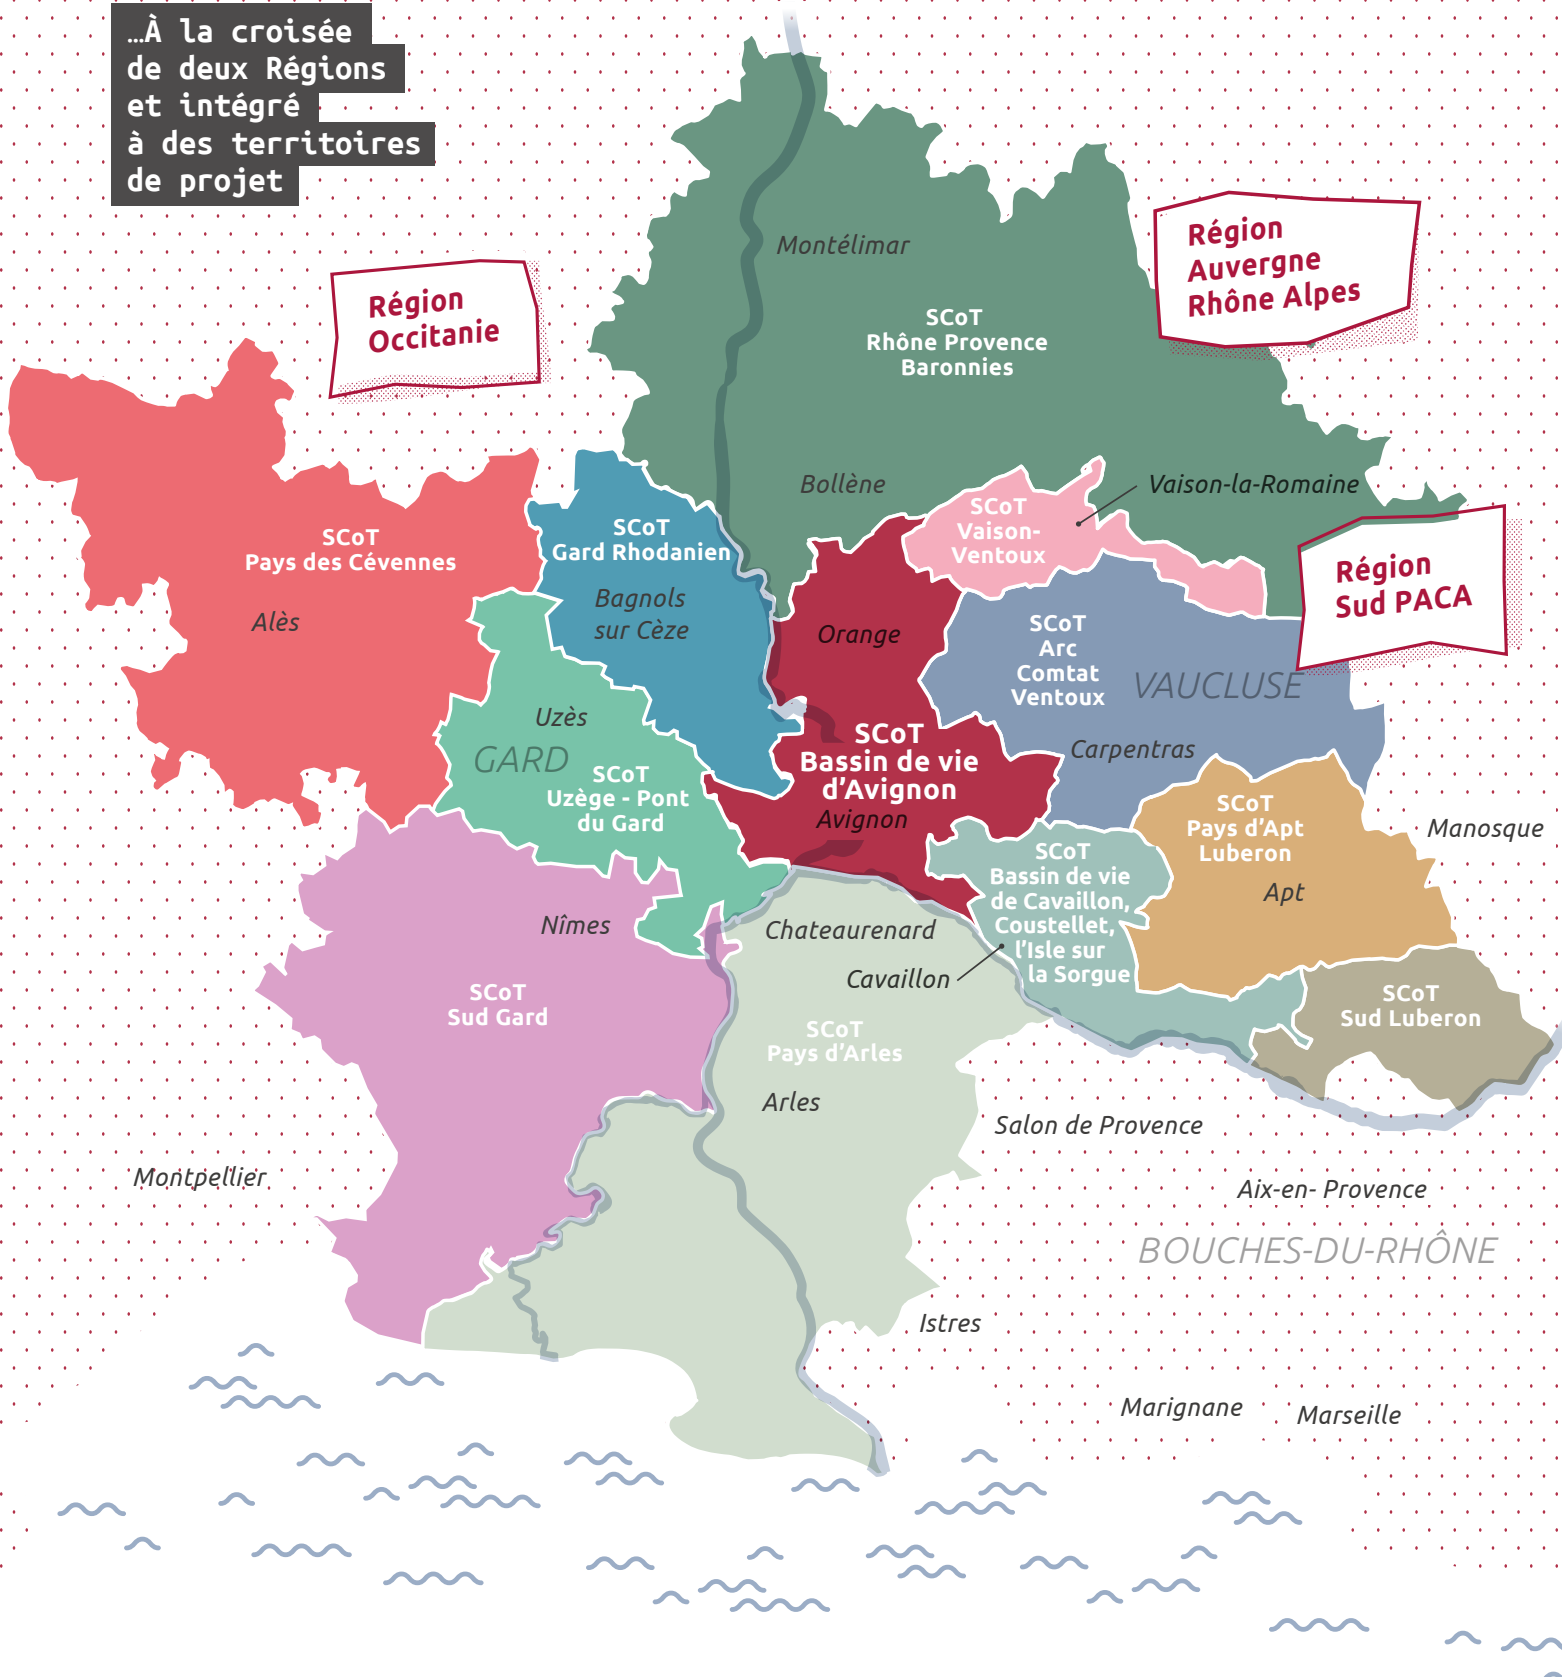 ...À la croisée
de deux Régions
et intégré
à des territoires
de projet
Région
Auvergne
Rhône Alpes
Montélimar
Région
Occitanie
SCoT
Rhône Provence
Baronnies
Bollène
Vaison-la-Romaine
SCoT
Vaison-
Ventoux
SCoT
Pays des Cévennes
Alès
SCoT
Gard Rhodanien
Bagnols
sur Cèze
Région
Sud PACA
Orange
SCoT
Arc
Comtat
Ventoux
VAUCLUSE
Carpentras
Uzès
GARD
SCoT
Uzège - Pont
du Gard
SCoT
Bassin de vie
d’Avignon
Avignon
SCoT
Pays d’Apt
Luberon
Apt
Manosque
SCoT
Bassin de vie
de Cavaillon,
Coustellet,
l’Isle sur
la Sorgue
Nîmes
Chateaurenard
Cavaillon
SCoT
Sud Gard
SCoT
Sud Luberon
SCoT
Pays d’Arles
Arles
Salon de Provence
Montpellier
Aix-en- Provence
BOUCHES-DU-RHÔNE
Istres
Marignane
Marseille